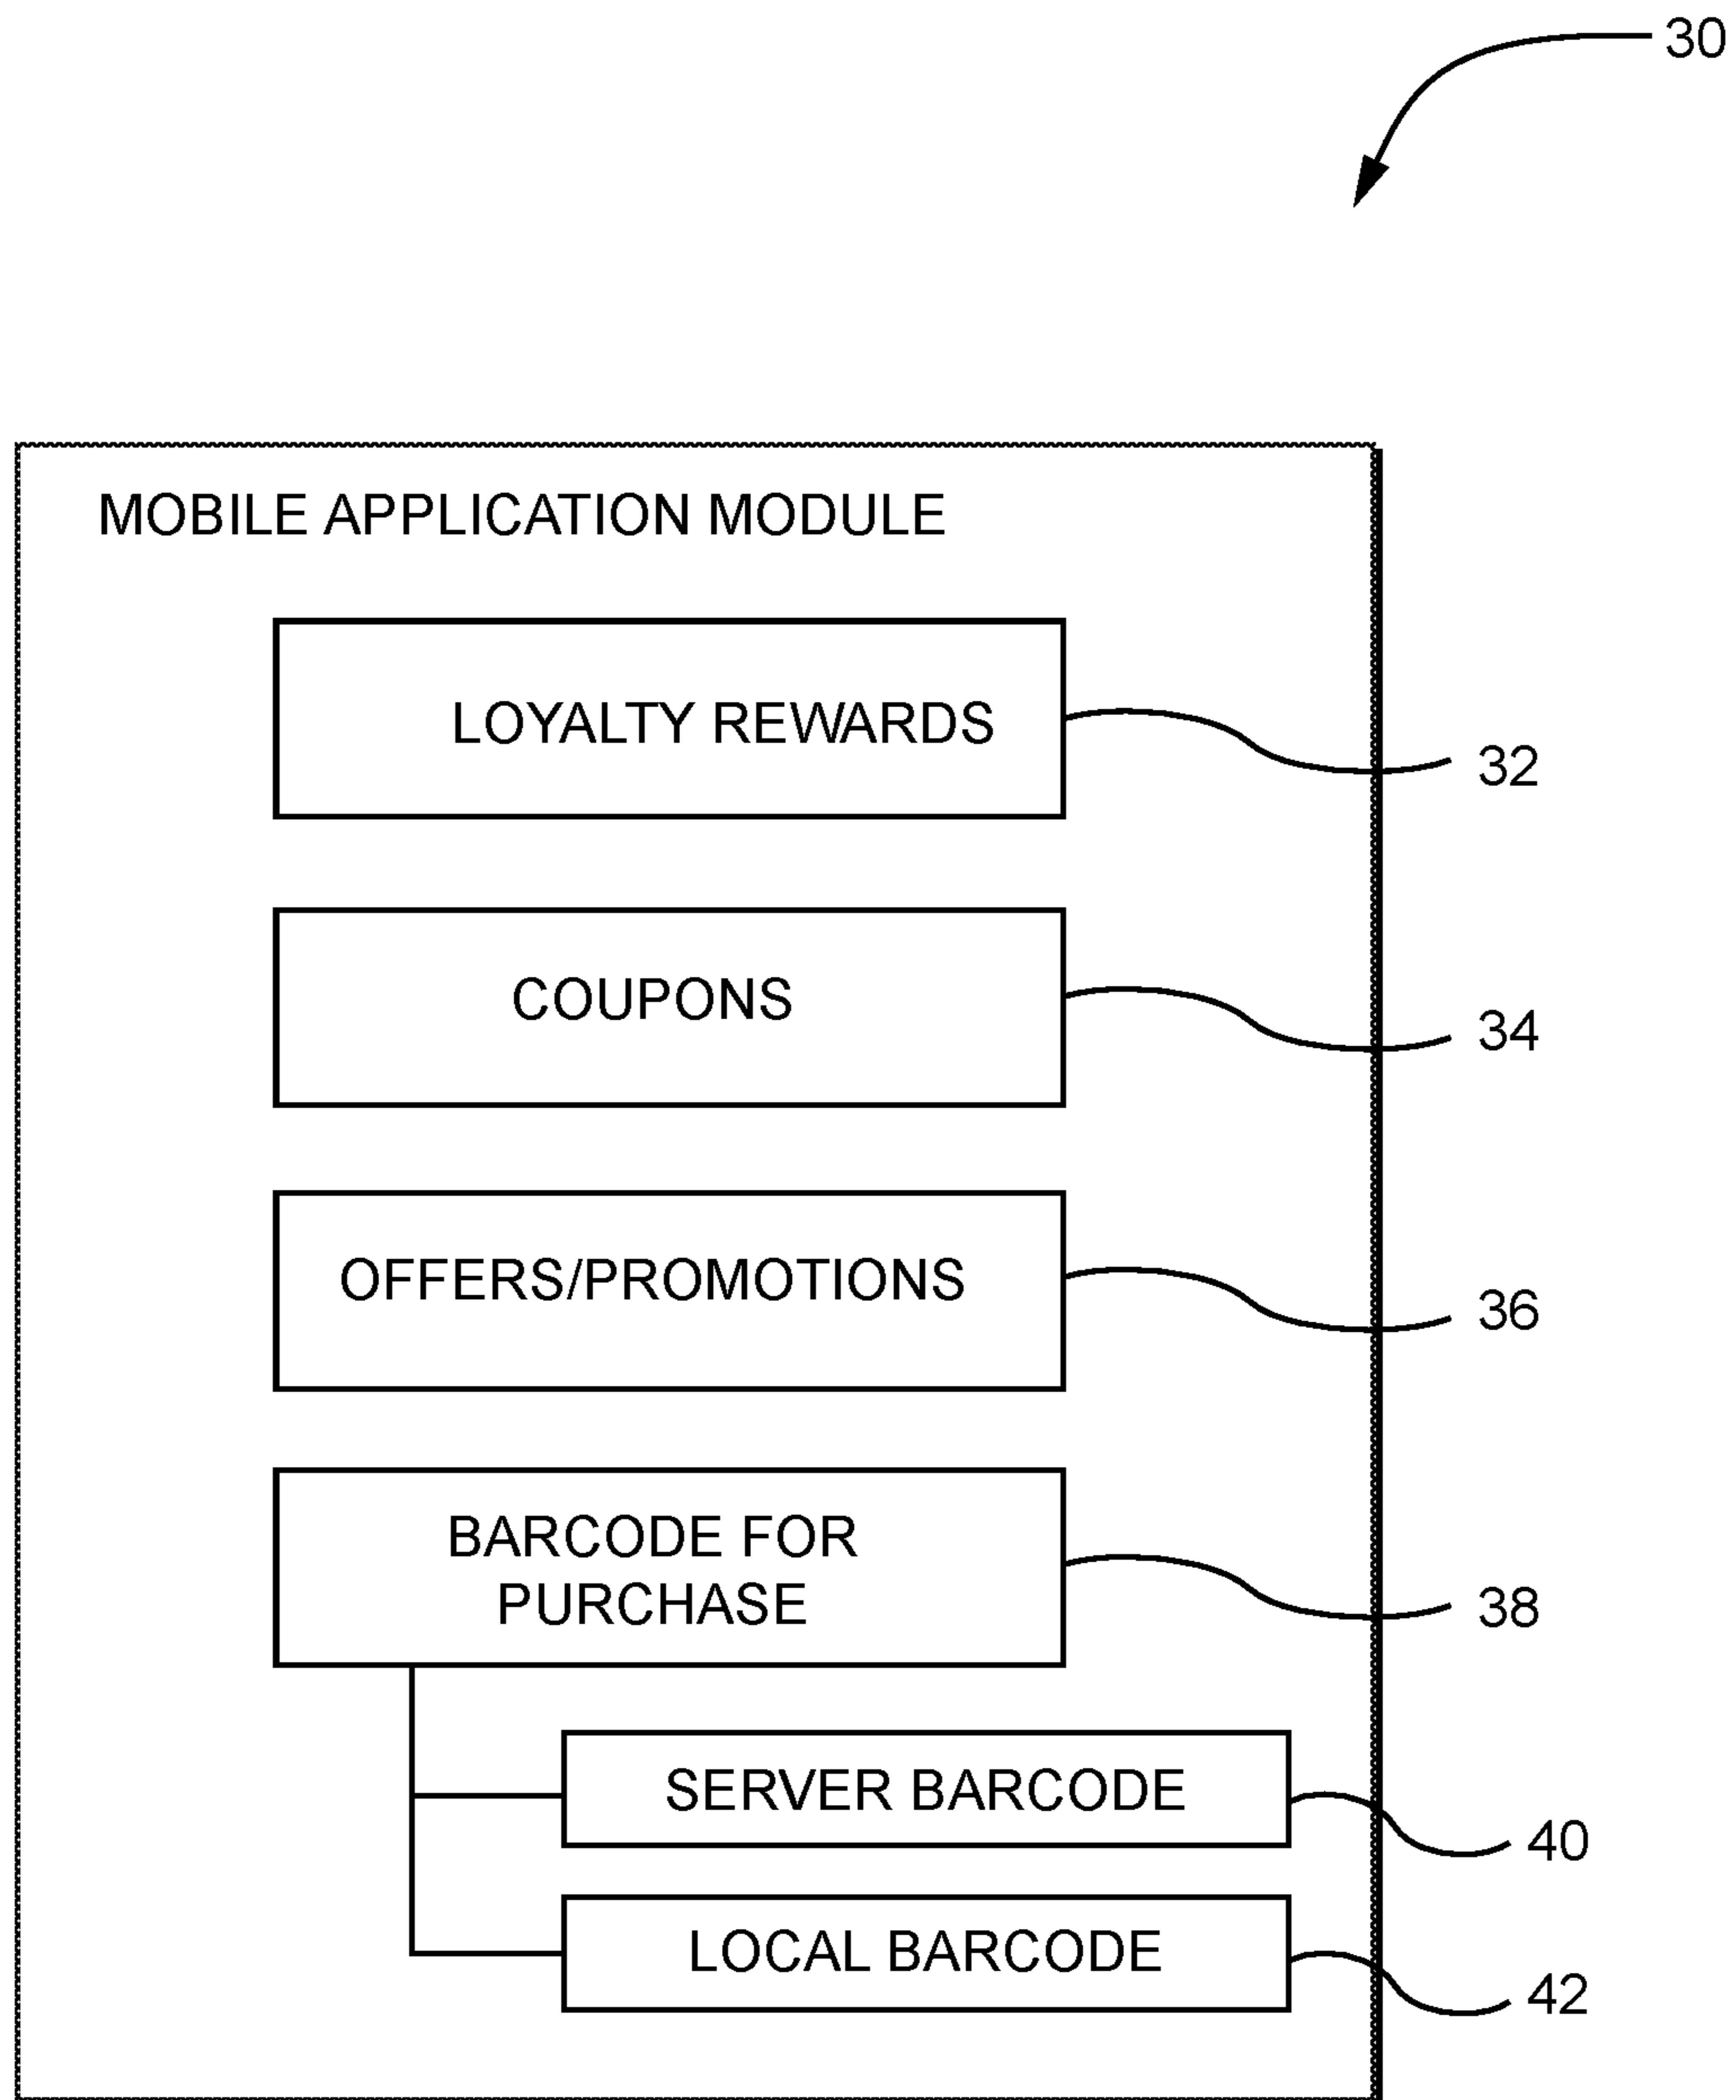 30
MOBILE APPLICATION MODULE
LOYALTY REWARDS
32
COUPONS
34
OFFERS/PROMOTIONS
36
BARCODE FOR
PURCHASE
38
SERVER BARCODE
40
LOCAL BARCODE
42